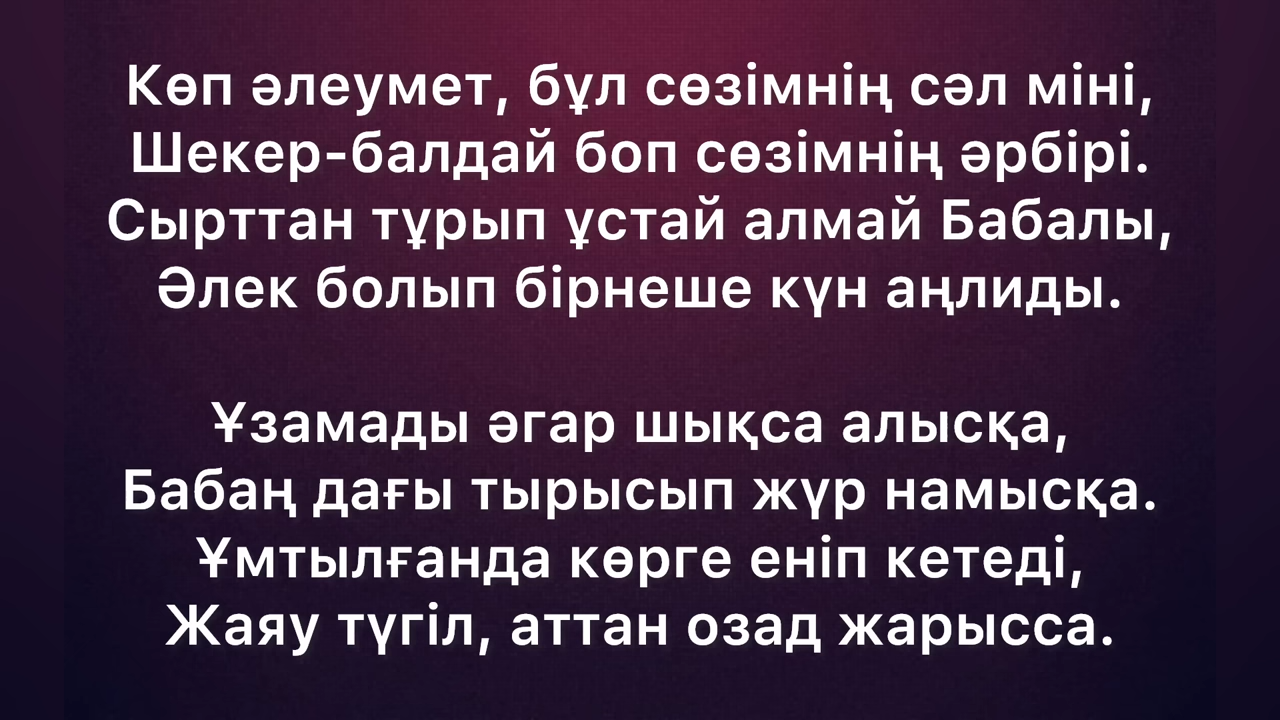 Көп әлеумет, бұл сөзімнің сәл міні,
Шекер-балдай боп сөзімнің әрбірі.
Сырттан тұрып ұстай алмай Бабалы,
Әлек болып бірнеше күн аңлиды.
Ұзамады әгар шықса алысқа,
Бабаң дағы тырысып жүр намысқа.
Ұмтылғанда көрге еніп кетеді,
Жаяу түгіл, аттан озад жарысса.